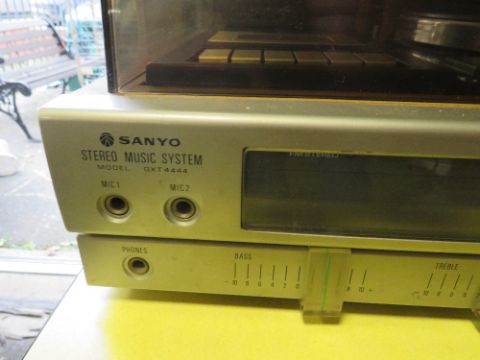 SANYO
STEREO MUSIC SYSTEM
MODEL GXT 4444
MIC 1 MIC 2
PHONES
BASS
TREBLE